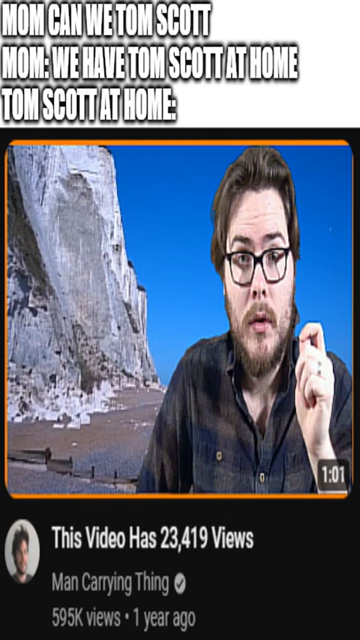 MOM CAN WE TOM SCOTT
MOM: WE HAVE TOM SCOTT AT HOME
TOM SCOTT AT HOME:
1:01
This Video Has 23,419 Views
Man Carrying Thing
595K views • 1 year ago